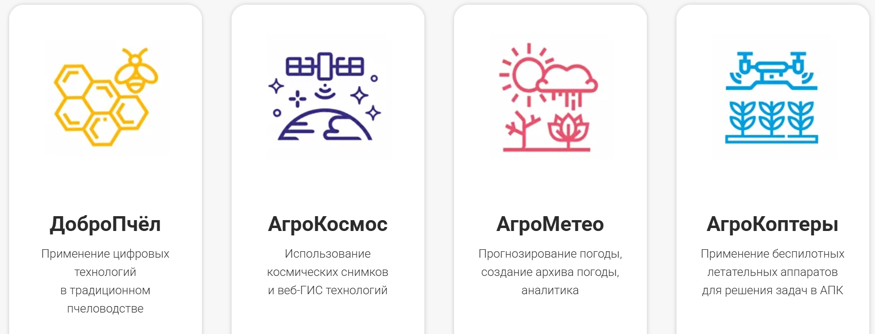 ДоброПчёл
Применение цифровых
технологий
в традиционном
пчеловодстве
АгроКосмос
Использование
космических снимков
и веб-ГИС технологий
АгроМетео
Прогнозирование погоды,
создание архива погоды,
аналитика
АгроКоптеры
Применение беспилотных
летательных аппаратов
для решения задач в АПК